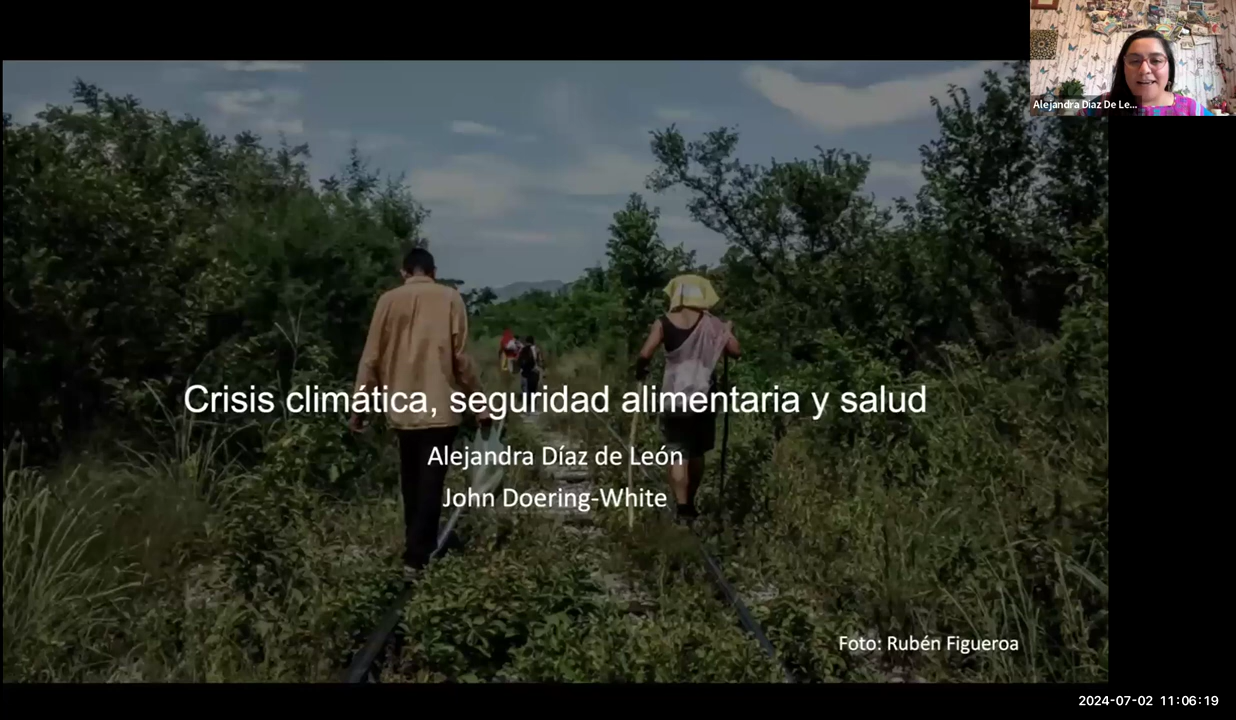 Alejandra Díaz De Le...
Crisis climática, seguridad alimentaria y salud
Alejandra Díaz de León
John Doering-White
Foto: Rubén Figueroa
2024-07-02 11:06:19